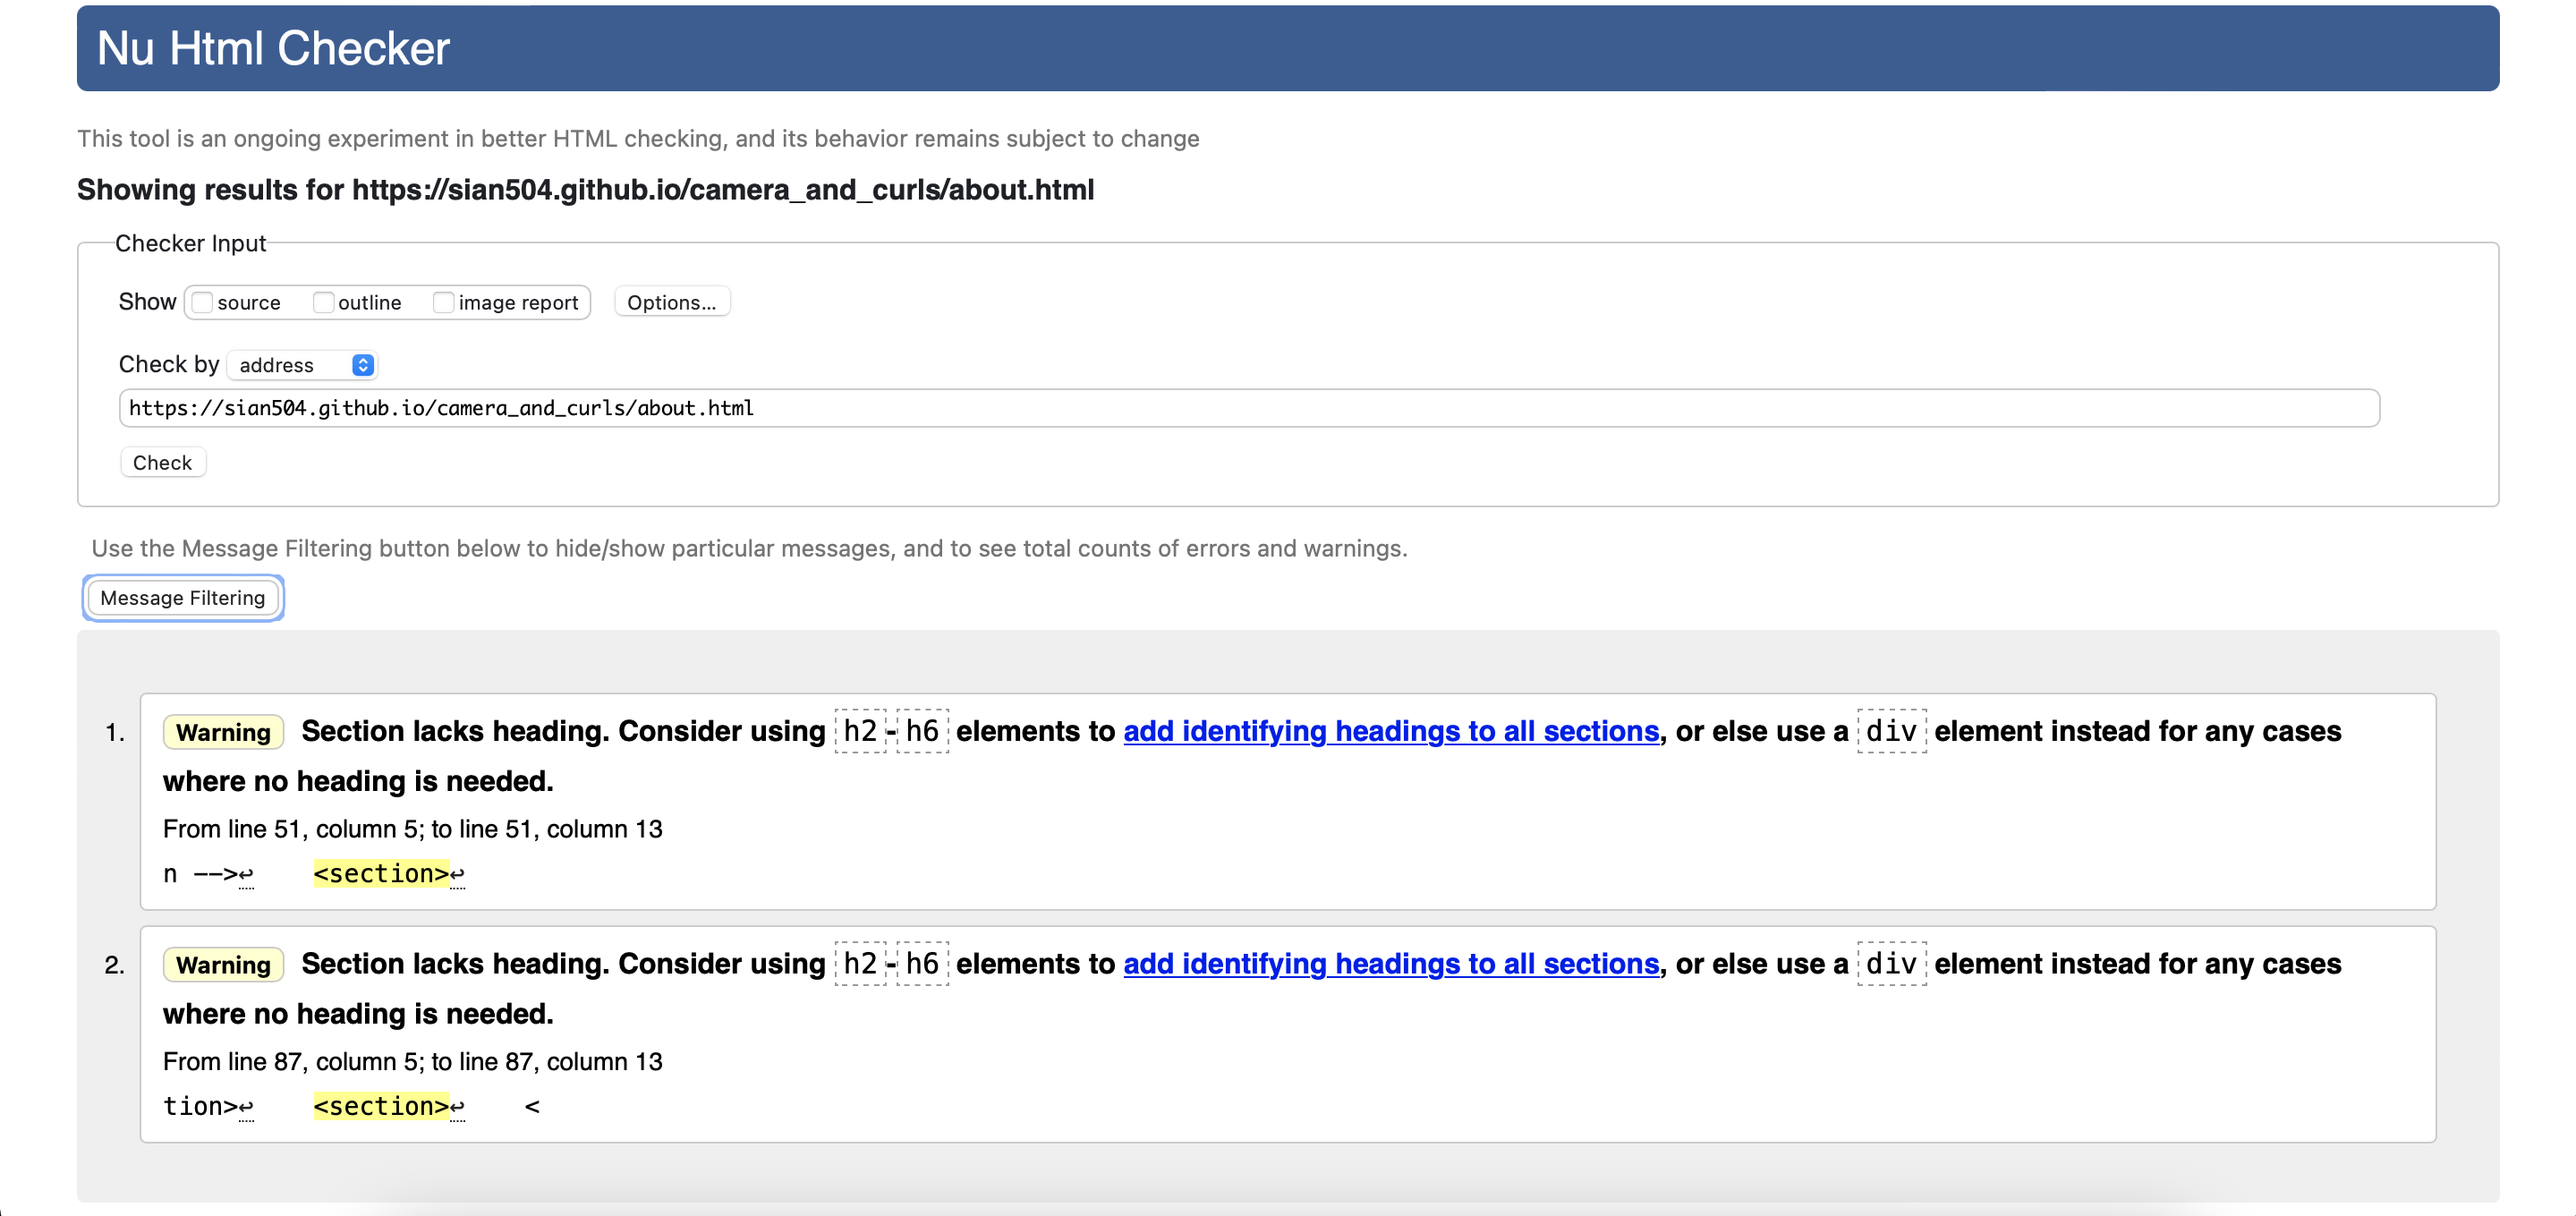 Nu Html Checker
This tool is an ongoing experiment in better HTML checking, and its behavior remains subject to change
Showing results for https://sian504.github.io/camera_and_curls/about.html
Checker Input
Show source outline image report Options...
Check by address
https://sian504.github.io/camera_and_curls/about.html
Check
Use the Message Filtering button below to hide/show particular messages, and to see total counts of errors and warnings.
Message Filtering
1. Warning Section lacks heading. Consider using h2-h6 elements to add identifying headings to all sections, or else use a div element instead for any cases
where no heading is needed.
From line 51, column 5; to line 51, column 13
n -->↩ <section>↩
2. Warning Section lacks heading. Consider using h2-h6 elements to add identifying headings to all sections, or else use a div element instead for any cases
where no heading is needed.
From line 87, column 5; to line 87, column 13
tion>↩ <section>↩ <